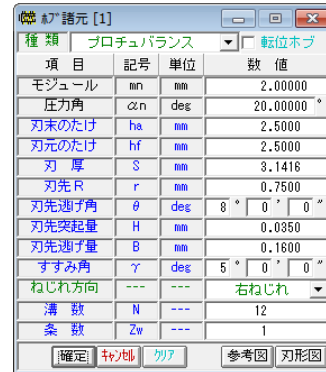 ﾎﾌﾞ諸元 [1]
種 類 プロチュバランス 転位ホブ
項 目 記号 単位 数 値
モジュール mn mm 2.00000
圧力角 αn deg 20.00000 °
刃末のたけ ha mm 2.5000
刃元のたけ hf mm 2.5000
刃 厚 S mm 3.1416
刃先R r mm 0.7500
刃先逃げ角 θ deg 8 ° 0 ' 0 "
刃先突起量 H mm 0.0350
刃先逃げ量 B mm 0.1600
すすみ角 γ deg 5 ° 0 ' 0 "
ねじれ方向 --- --- 右ねじれ
溝 数 N --- 12
条 数 Zw --- 1
確定 ｷｬﾝｾﾙ ｸﾘｱ 参考図 刃形図